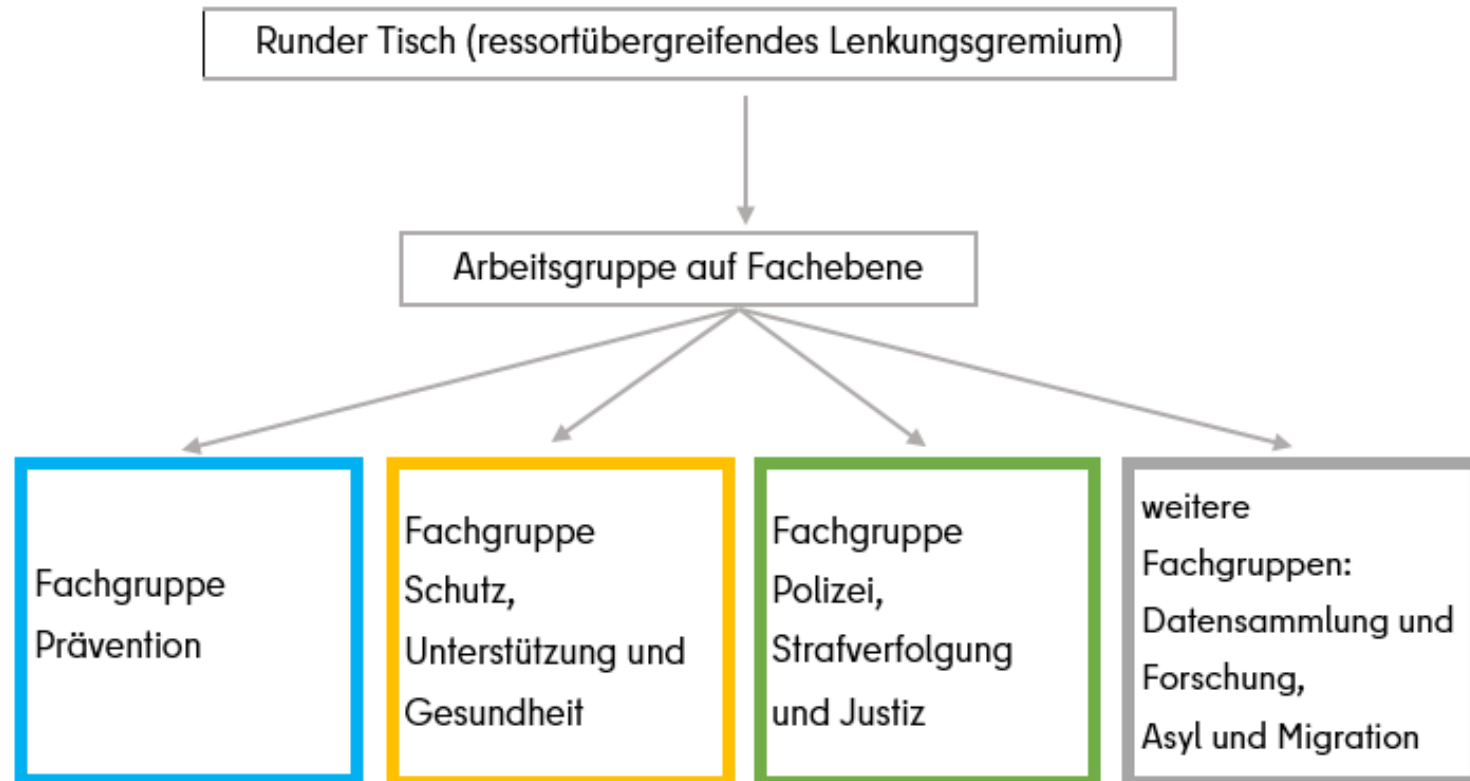 Runder Tisch (ressortübergreifendes Lenkungsgremium)
Arbeitsgruppe auf Fachebene
Fachgruppe
Prävention
Fachgruppe
Schutz,
Unterstützung und
Gesundheit
Fachgruppe
Polizei,
Strafverfolgung
und Justiz
weitere
Fachgruppen:
Datensammlung und
Forschung,
Asyl und Migration